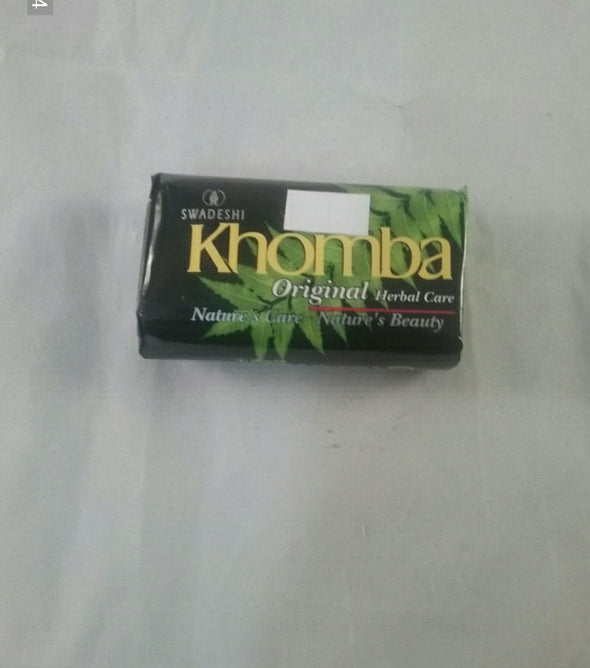 SWADESHI
Khomba
Original Herbal Care
Nature's Care - Nature's Beauty